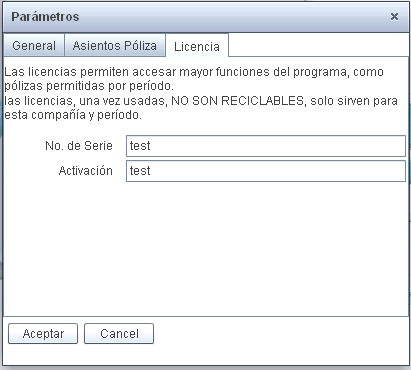 Parámetros
General Asientos Póliza Licencia
Las licencias permiten accesar mayor funciones del programa, como
pólizas permitidas por período.
las licencias, una vez usadas, NO SON RECICLABLES, solo sirven para
esta compañía y período.
No. de Serie test
Activación test
Aceptar Cancel